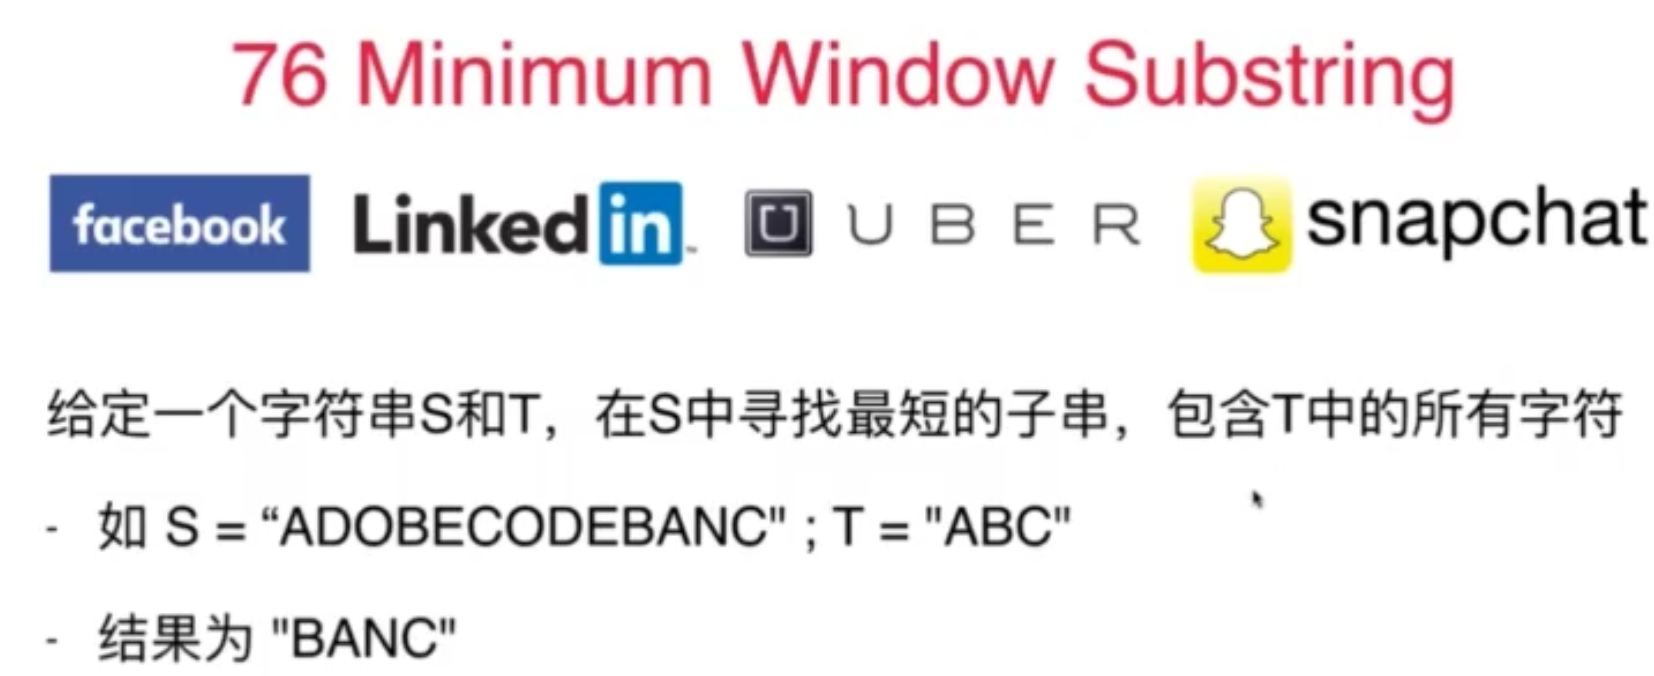 76 Minimum Window Substring
facebook Linked in U UBER snapchat
给定一个字符串S和T，在S中寻找最短的子串，包含T中的所有字符
- 如 S = “ADOBECODEBANC" ; T = "ABC"
- 结果为 "BANC"